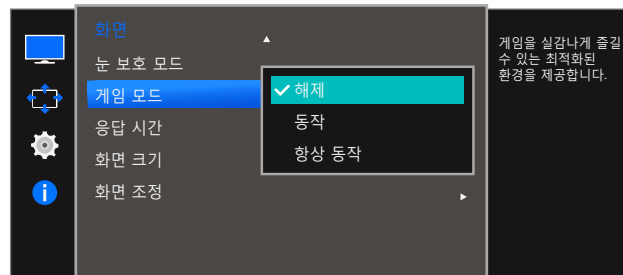 화면
눈 보호 모드
게임 모드
응답 시간
화면 크기
화면 조정
해제
동작
항상 동작
게임을 실감나게 즐길
수 있는 최적화된
환경을 제공합니다.